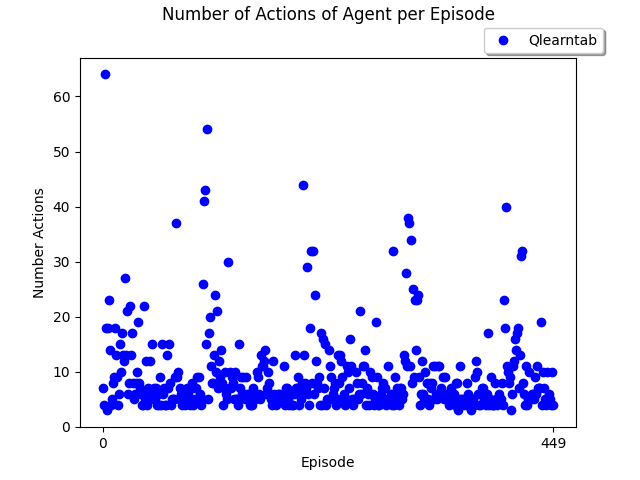 Number of Actions of Agent per Episode
Qlearntab
60
50
40
30
20
10
0
Number Actions
0
449
Episode